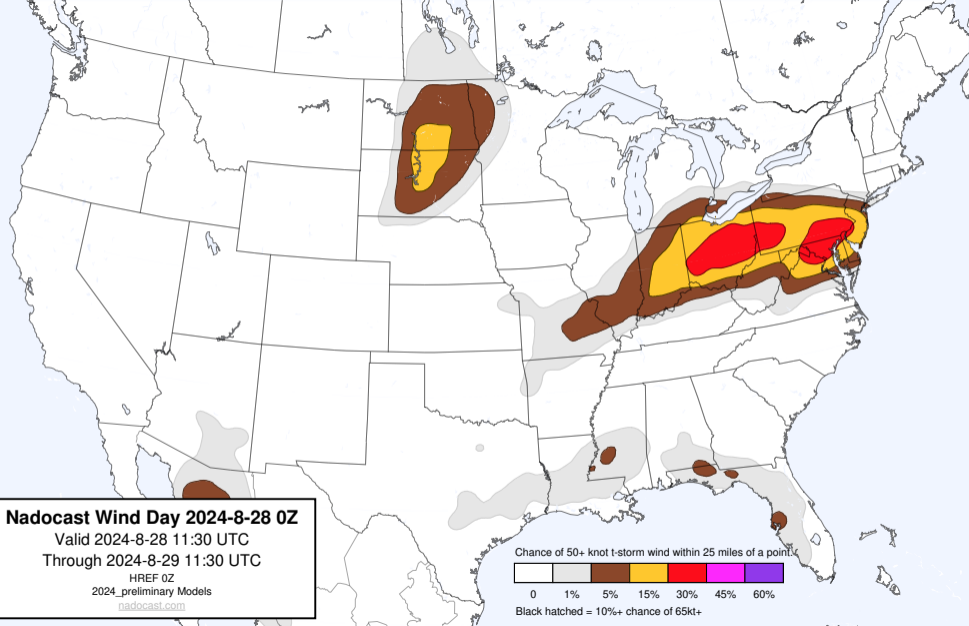 Nadocast Wind Day 2024-8-28 0Z
Valid 2024-8-28 11:30 UTC
Through 2024-8-29 11:30 UTC
HREF 0Z
2024_preliminary Models
nadocast.com
Chance of 50+ knot t-storm wind within 25 miles of a point.
0 1% 5% 15% 30% 45% 60%
Black hatched = 10%+ chance of 65kt+